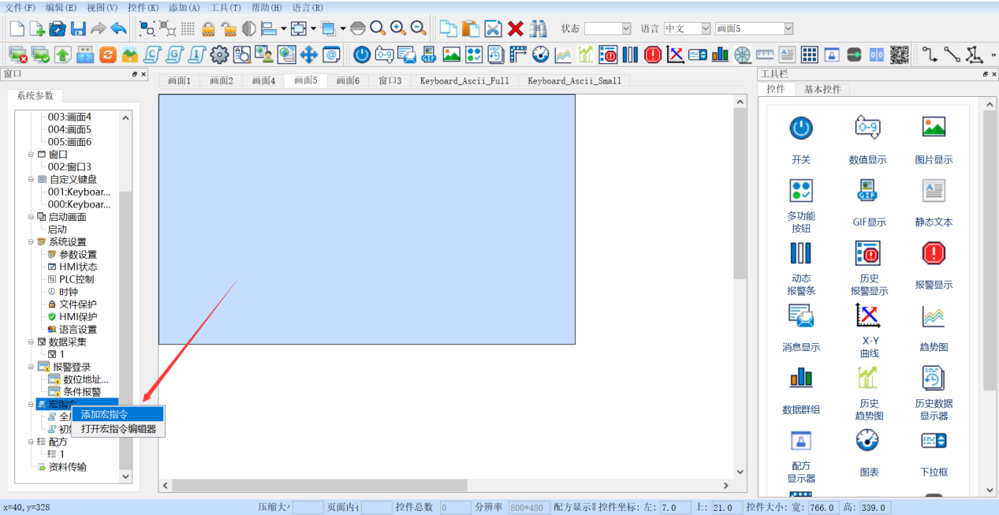 文件(F) 编辑(E) 视图(V) 控件(K) 添加(A) 工具(T) 帮助(H) 语言(R)
状态 语言 中文 画面5
窗口
系统参数
003:画面4
004:画面5
005:画面6
窗口
002:窗口3
自定义键盘
001:Keyboar...
000:Keyboar...
启动画面
启动
系统设置
参数设置
HMI状态
PLC控制
时钟
文件保护
HMI保护
语言设置
数据采集
1
报警登录
数位地址...
条件报警
宏指令
添加宏指令
打开宏指令编辑器
配方
1
资料传输
画面1 画面2 画面4 画面5 画面6 窗口3 Keyboard_Ascii_Full Keyboard_Ascii_Small
工具栏
控件 基本控件
0-9
开关 数值显示 图片显示
GIF
多功能
按钮
GIF显示 静态文本
动态
报警条
历史
报警显示
报警显示
消息显示
X-Y
曲线
趋势图
数据群组
历史
趋势图
历史数据
显示器
配方
显示器
图表 下拉框
x=40, y=328 压缩大 页面内 控件总数 0 分辨率 800*480 配方显示 控件坐标: 左: 7.0 上: 21.0 控件大小: 宽: 766.0 高: 339.0